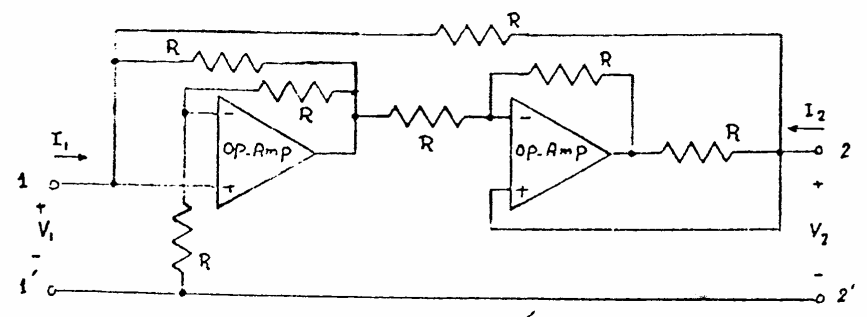 R
R
R
R
I₁
I₂
R
R
- Op-Amp
- Op-Amp
1
+
+
2
+
V₁
-
R
+
V₂
-
1'
2'